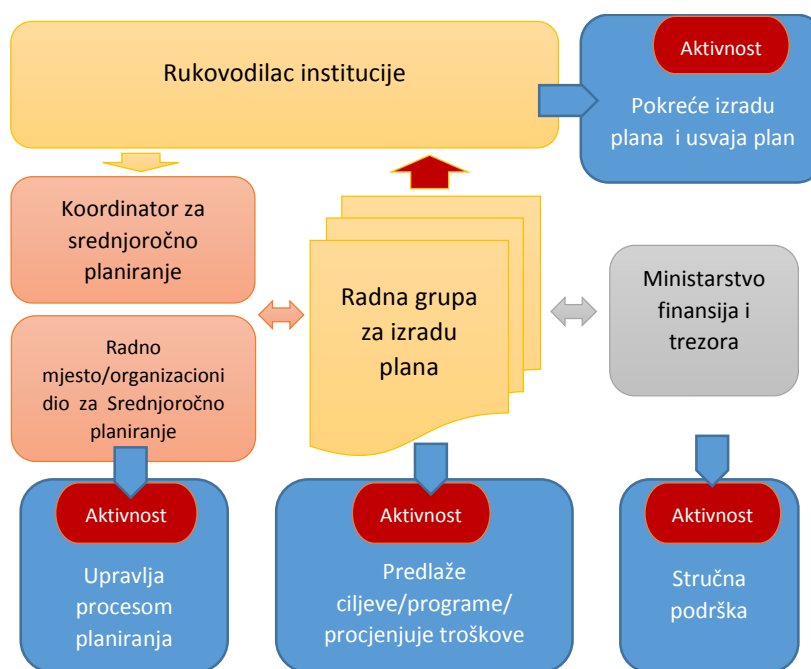 Rukovodilac institucije
Aktivnost
Pokreće izradu
plana i usvaja plan
Koordinator za
srednjoročno
planiranje
Radna grupa
za izradu
plana
Ministarstvo
finansija i
trezora
Radno
mjesto/organizacioni
dio za Srednjoročno
planiranje
Aktivnost
Upravlja
procesom
planiranja
Aktivnost
Predlaže
ciljeve/programe/
procjenjuje troškove
Aktivnost
Stručna
podrška